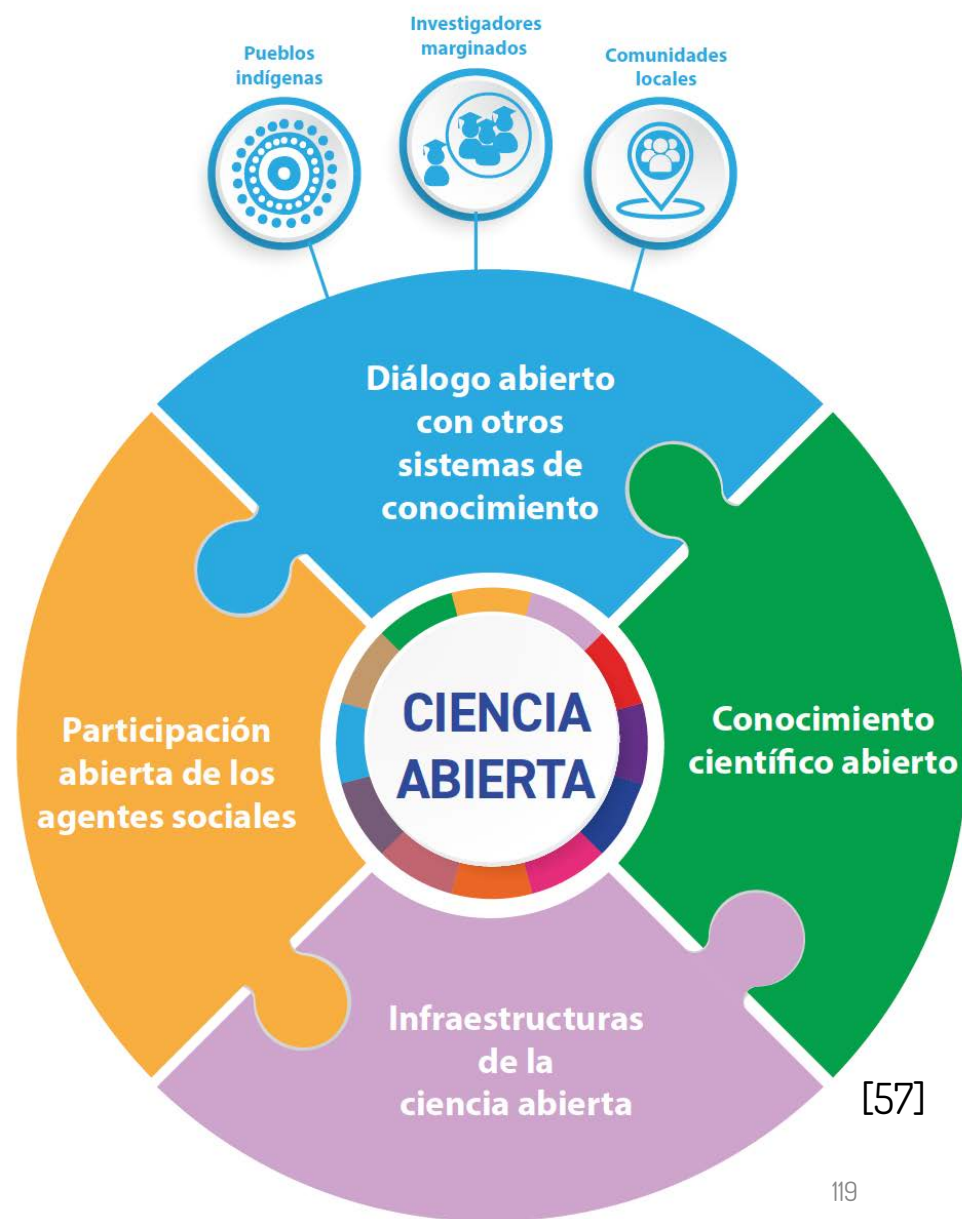 Pueblos
indígenas
Investigadores
marginados
Comunidades
locales
Diálogo abierto
con otros
sistemas de
conocimiento
Participación
abierta de los
agentes sociales
CIENCIA
ABIERTA
Conocimiento
científico abierto
Infraestructuras
de la
ciencia abierta
[57]
119